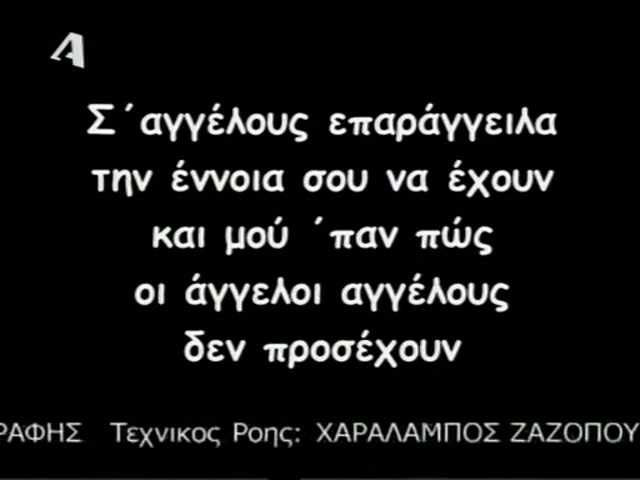 Α
Σ΄αγγέλους επαράγγειλα
την έννοια σου να έχουν
και μού ΄παν πώς
οι άγγελοι αγγέλους
δεν προσέχουν
ΡΑΦΗΣ Τεχνικος Ροης: ΧΑΡΑΛΑΜΠΟΣ ΖΑΖΟΠΟΥ